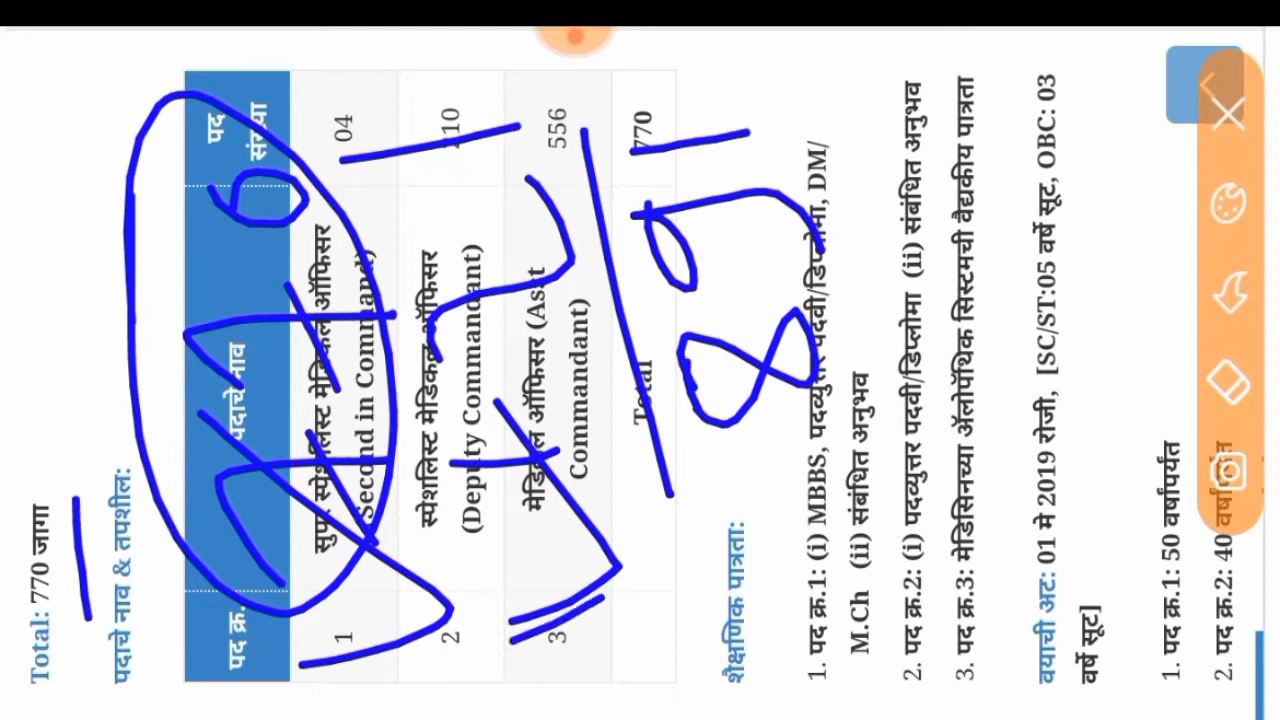 Total: 770 जागा
पदाचे नाव & तपशील:
पद क्र. पदाचे नाव पद संख्या
1 सुपर स्पेशलिस्ट मेडिकल ऑफिसर (Second in Command) 04
2 स्पेशलिस्ट मेडिकल ऑफिसर (Deputy Commandant) 210
3 मेडिकल ऑफिसर (Asst Commandant) 556
Total 770
770
शैक्षणिक पात्रता:
1. पद क्र.1: (i) MBBS, पदव्युत्तर पदवी/डिप्लोमा, DM/
M.Ch (ii) संबंधित अनुभव
2. पद क्र.2: (i) पदव्युत्तर पदवी/डिप्लोमा (ii) संबंधित अनुभव
3. पद क्र.3: मेडिसिनच्या ॲलोपॅथिक सिस्टमची वैद्यकीय पात्रता
वयाची अट: 01 मे 2019 रोजी, [SC/ST:05 वर्षे सूट, OBC: 03
वर्षे सूट]
1. पद क्र.1: 50 वर्षांपर्यंत
2. पद क्र.2: 40 वर्षांपर्यंत